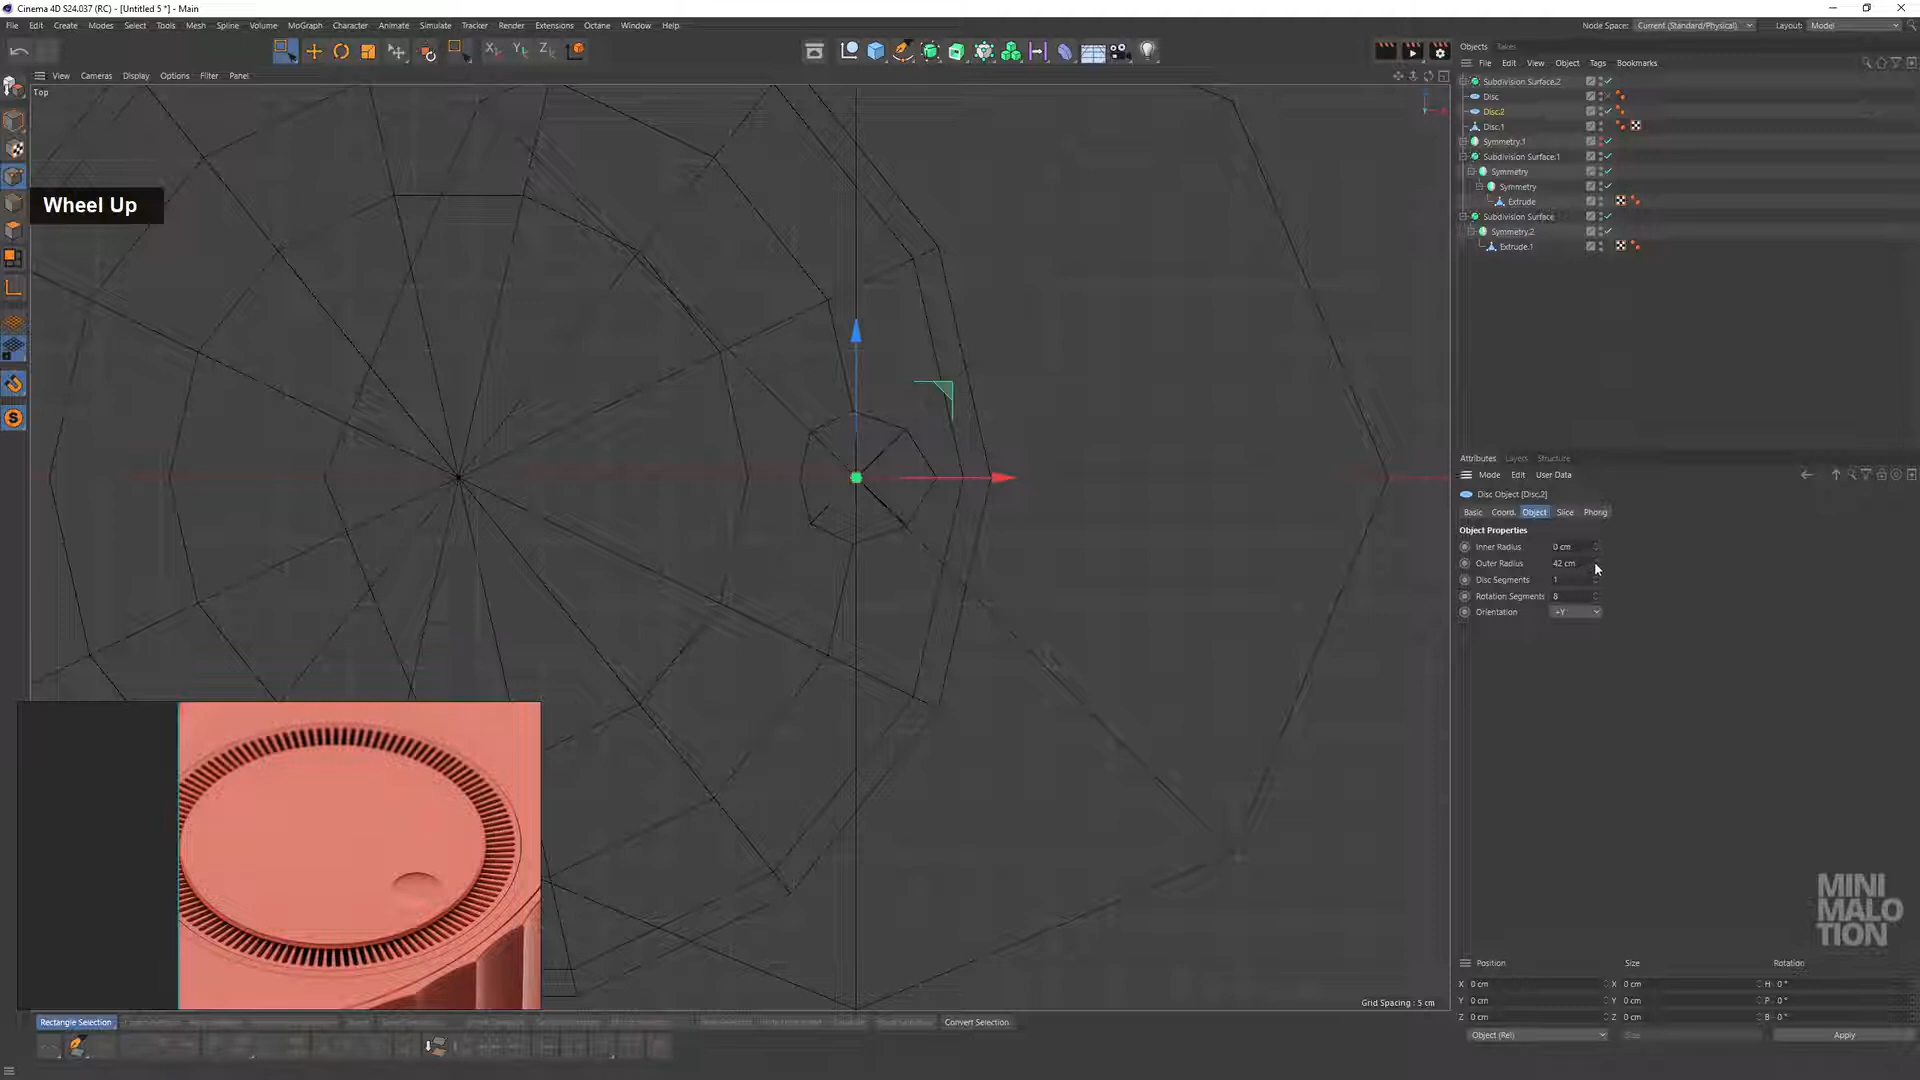 Cinema 4D S24.037 (RC) - [Untitled 5 *] - Main
File Edit Create Modes Select Tools Mesh Spline Volume MoGraph Character Animate Simulate Tracker Render Extensions Octane Window Help
Node Space: Current (Standard/Physical) Layout: Model
X Y Z
Objects Takes
File Edit View Object Tags Bookmarks
View Cameras Display Options Filter Panel
Top
Subdivision Surface.2
Disc
Disc.2
Disc.1
Symmetry.1
Subdivision Surface.1
Symmetry
Symmetry
Extrude
Subdivision Surface
Symmetry.2
Extrude.1
Wheel Up
Attributes Layers Structure
Mode Edit User Data
Disc Object [Disc.2]
Basic Coord. Object Slice Phong
Object Properties
Inner Radius 0 cm
Outer Radius 42 cm
Disc Segments 1
Rotation Segments 8
Orientation +Y
MINI
MALO
TION
Position Size Rotation
X 0 cm X 0 cm H 0 °
Y 0 cm Y 0 cm P 0 °
Z 0 cm Z 0 cm B 0 °
Object (Rel) Size Apply
Grid Spacing : 5 cm
Rectangle Selection
Convert Selection